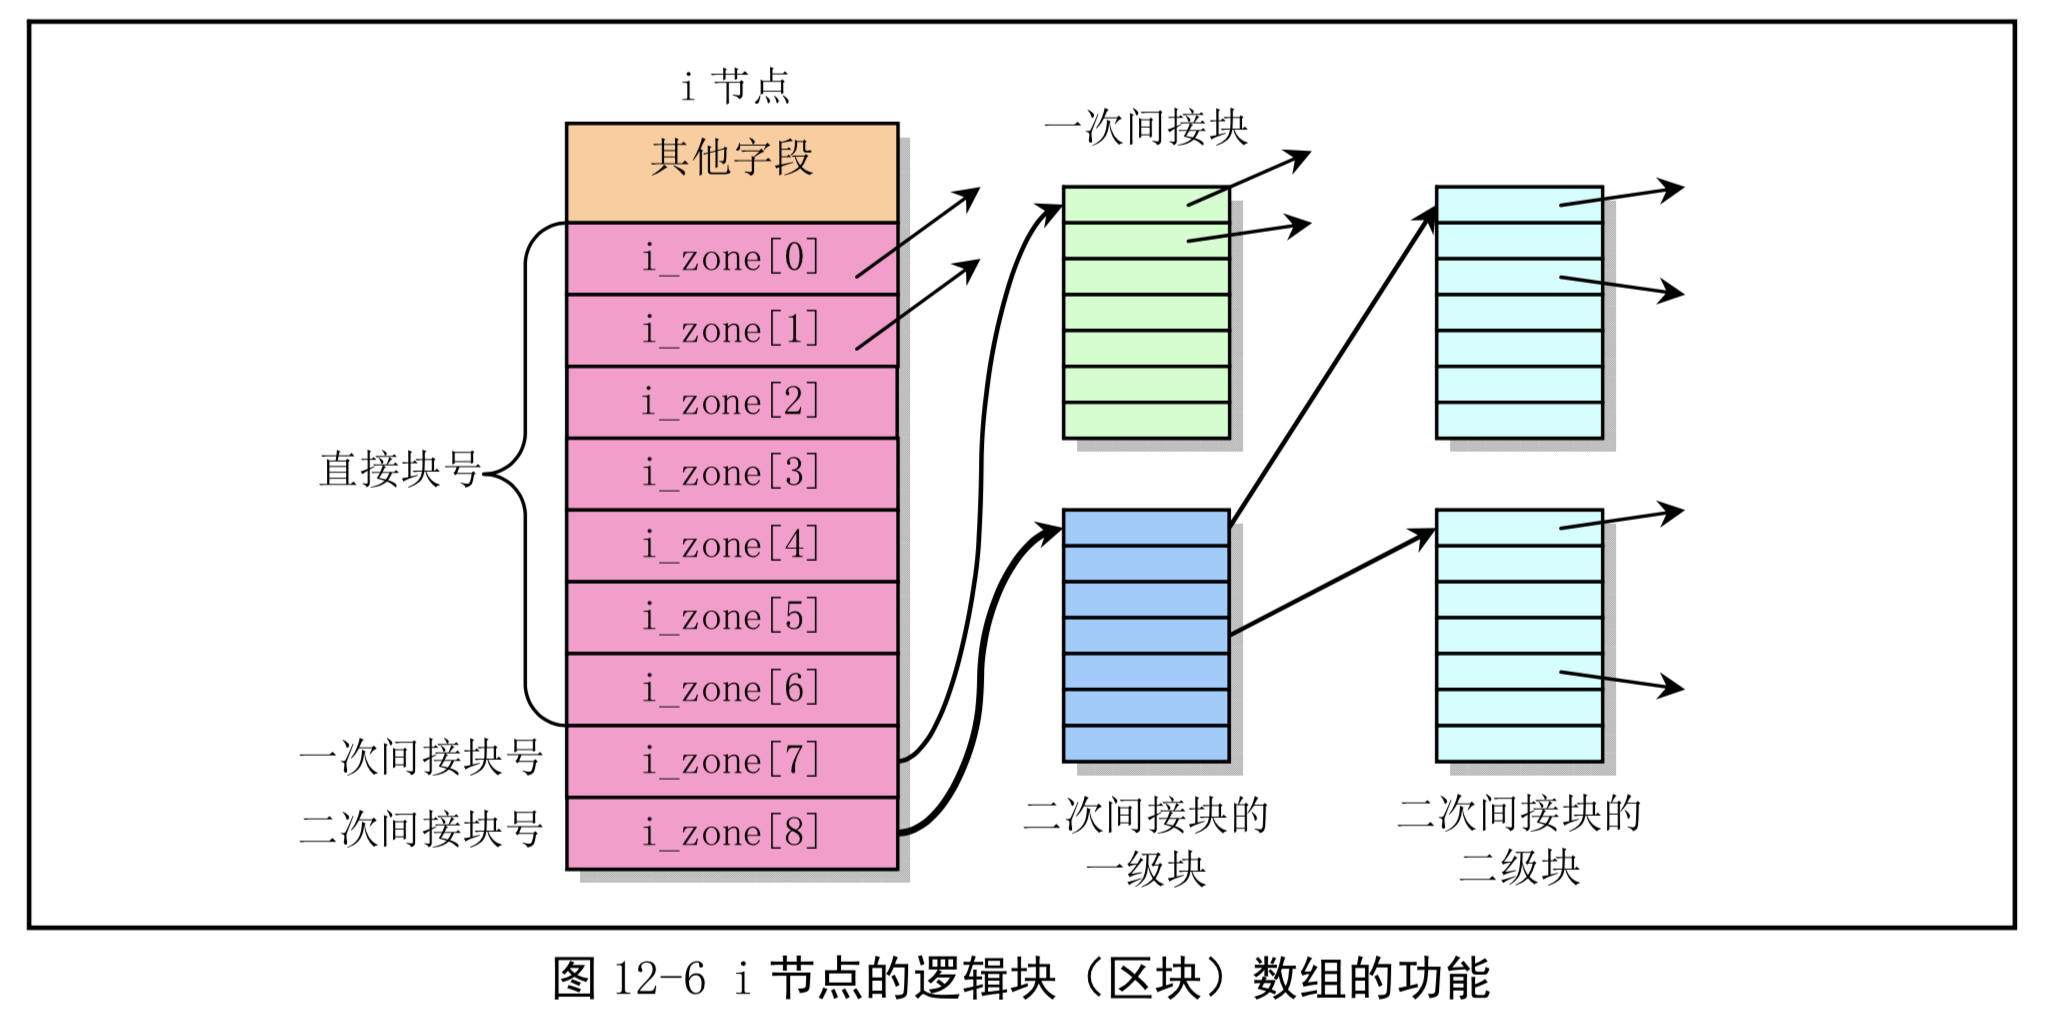 i 节点
其他字段
i_zone[0]
i_zone[1]
i_zone[2]
i_zone[3]
i_zone[4]
i_zone[5]
i_zone[6]
i_zone[7]
i_zone[8]
直接块号
一次间接块号
二次间接块号
一次间接块
二次间接块的
一级块
二次间接块的
二级块
图 12-6 i 节点的逻辑块（区块）数组的功能